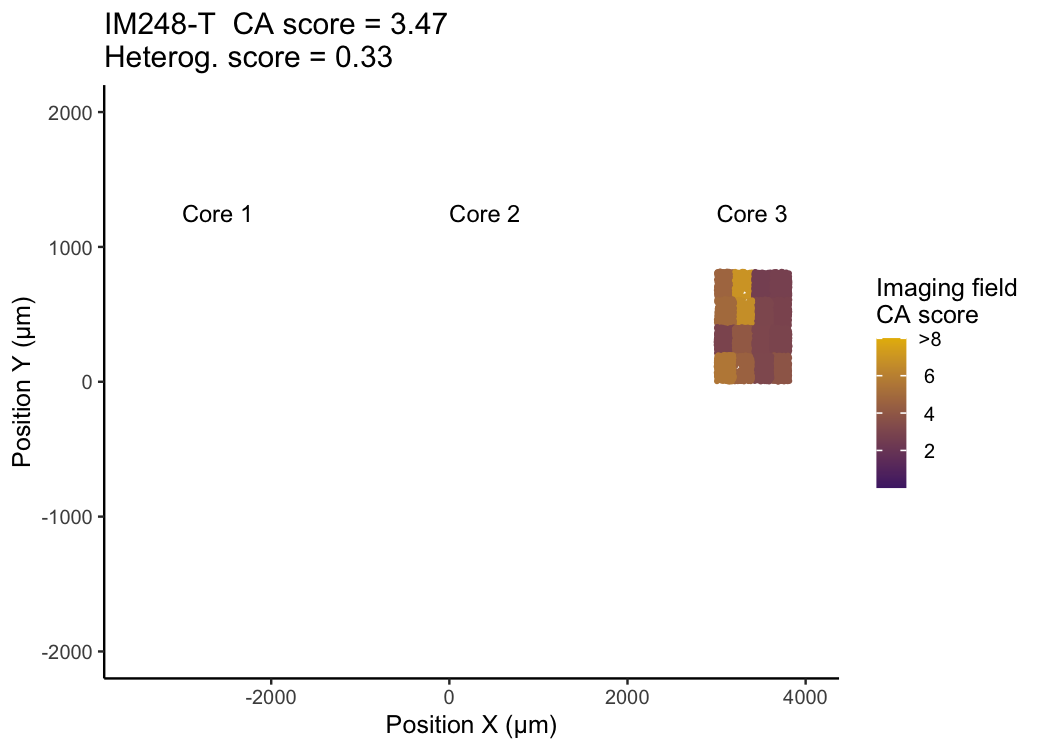 IM248-T  CA score = 3.47
Heterog. score = 0.33
2000
1000
0
-1000
-2000
Position Y (µm)
Core 1
Core 2
Core 3
-2000
0
2000
4000
Position X (µm)
Imaging field
CA score
>8
6
4
2